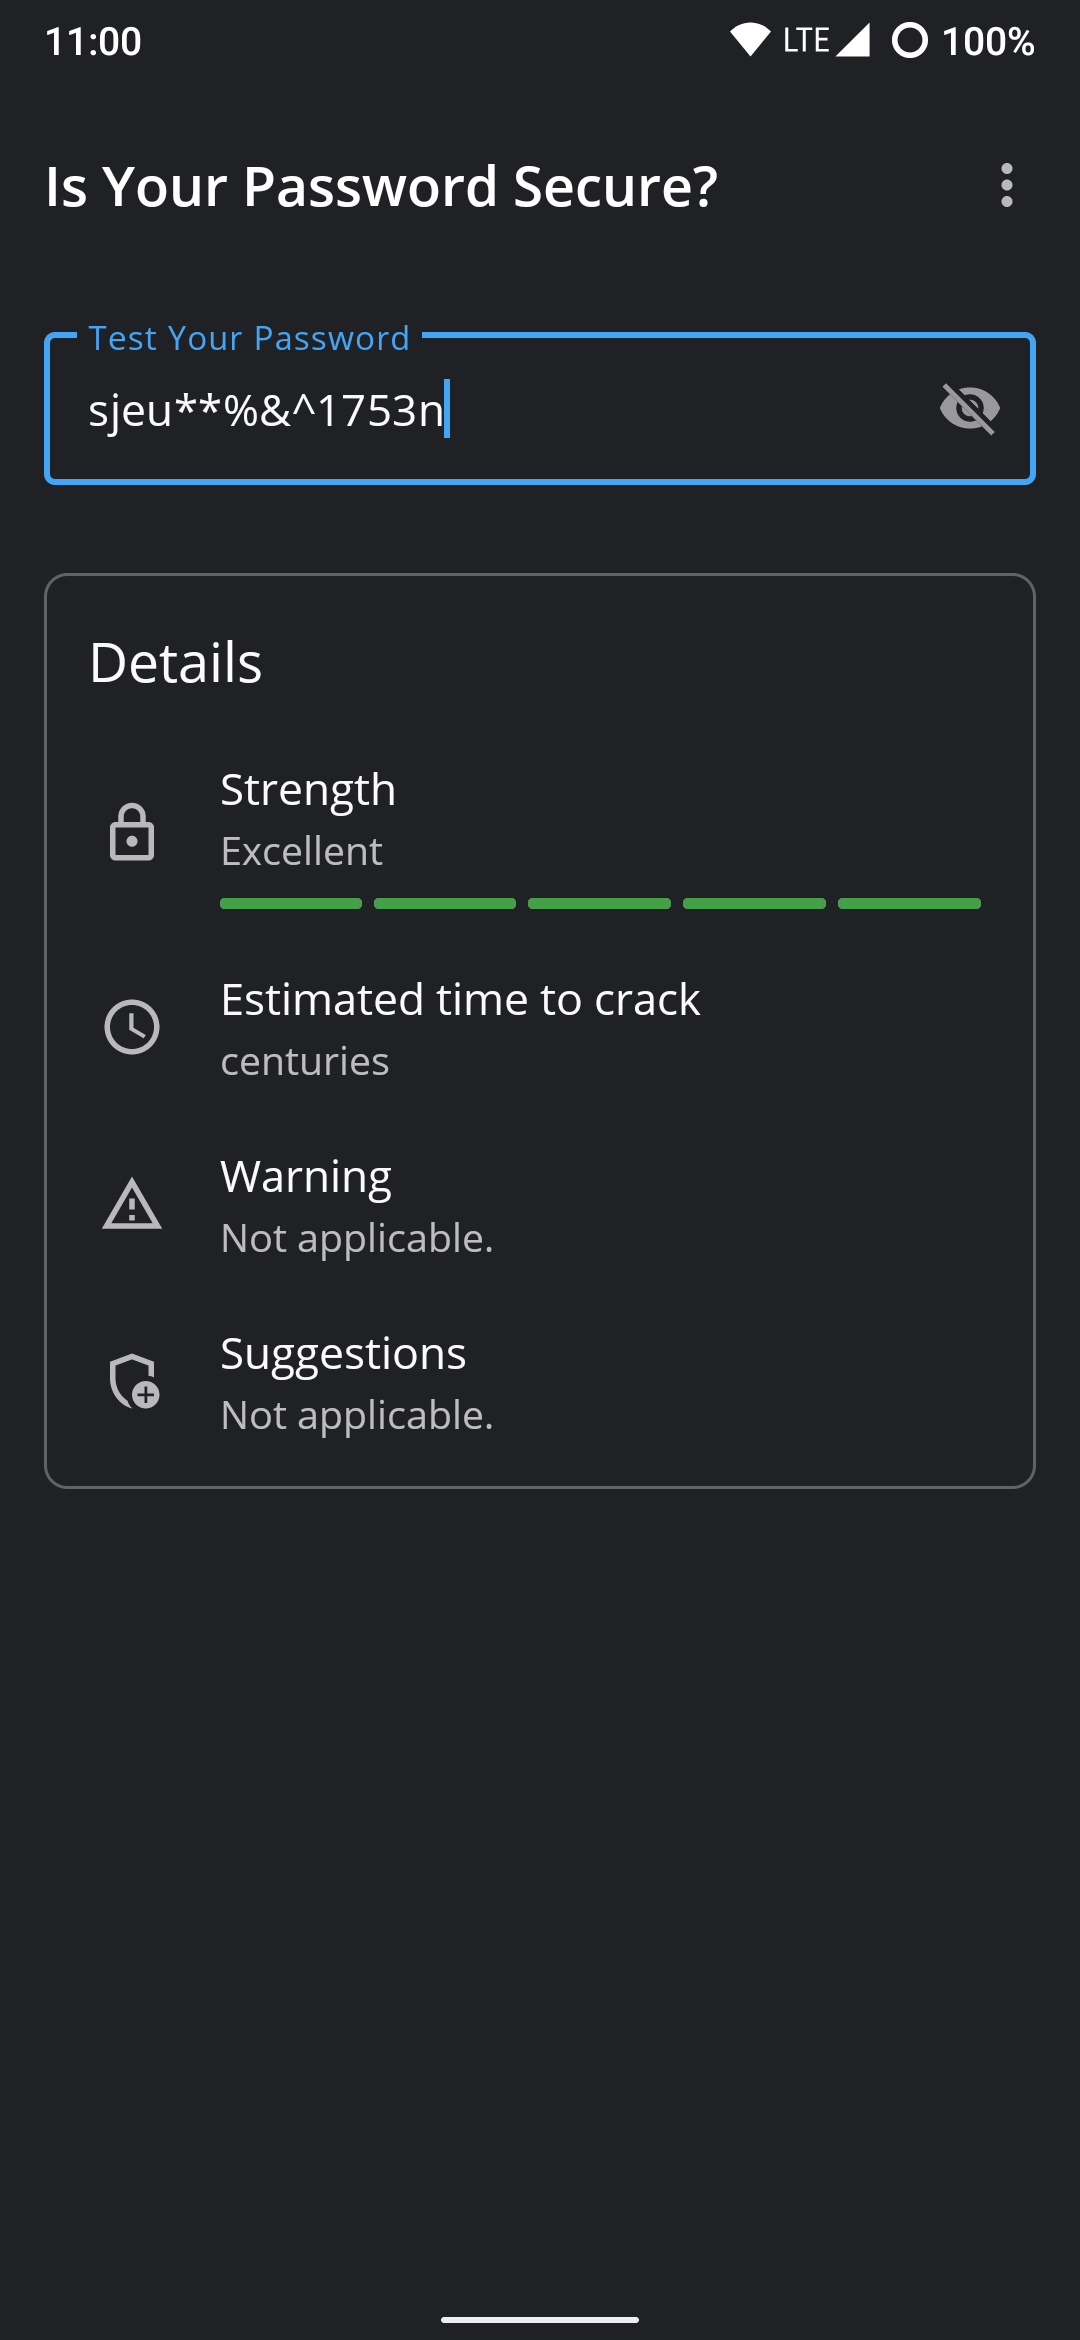 11:00 LTE 100%
Is Your Password Secure?
Test Your Password
sjeu**%&^1753n
Details
Strength
Excellent
Estimated time to crack
centuries
Warning
Not applicable.
Suggestions
Not applicable.